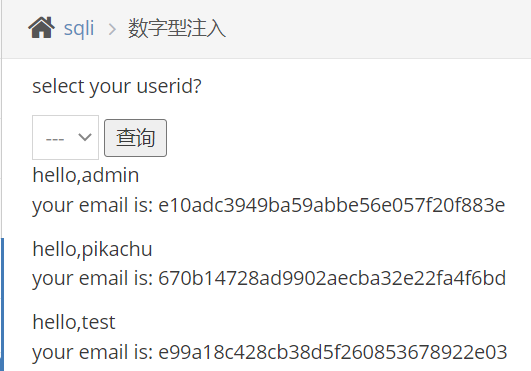 sqli > 数字型注入
select your userid?
--- 查询
hello,admin
your email is: e10adc3949ba59abbe56e057f20f883e
hello,pikachu
your email is: 670b14728ad9902aecba32e22fa4f6bd
hello,test
your email is: e99a18c428cb38d5f260853678922e03